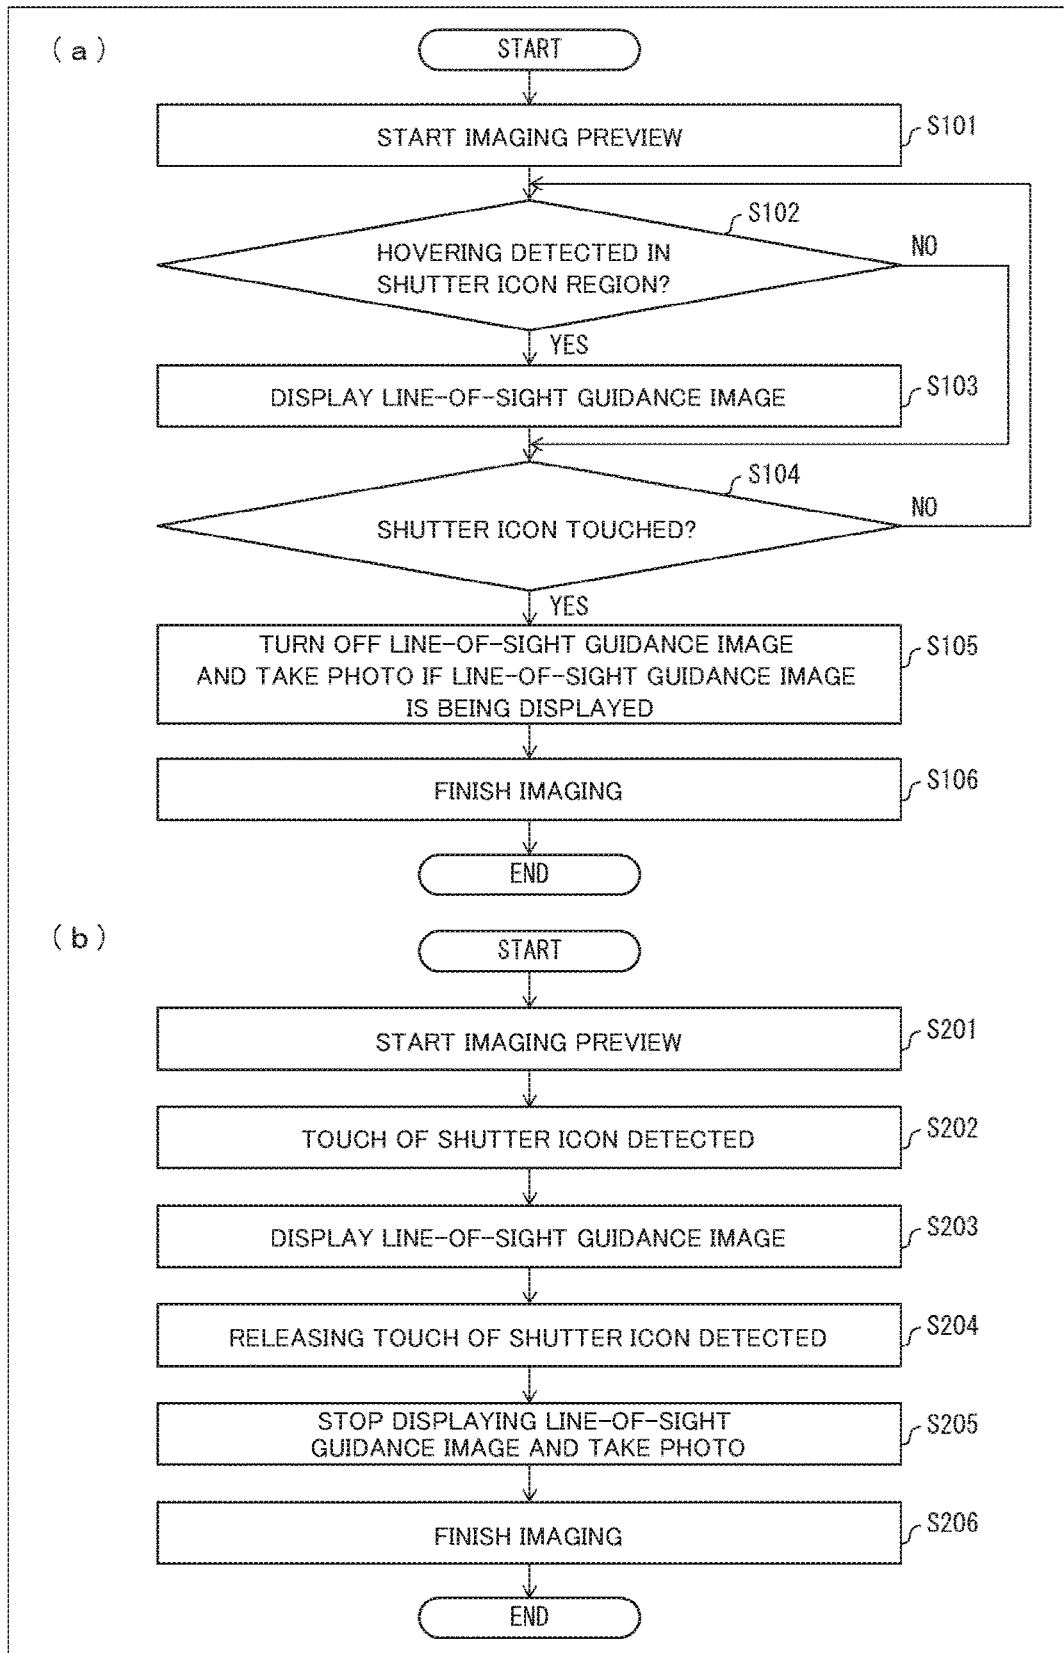 (a)
START
START IMAGING PREVIEW
S101
S102
HOVERING DETECTED IN
SHUTTER ICON REGION?
NO
YES
DISPLAY LINE-OF-SIGHT GUIDANCE IMAGE
S103
S104
SHUTTER ICON TOUCHED?
NO
YES
TURN OFF LINE-OF-SIGHT GUIDANCE IMAGE
AND TAKE PHOTO IF LINE-OF-SIGHT GUIDANCE IMAGE
IS BEING DISPLAYED
S105
FINISH IMAGING
S106
END
(b)
START
START IMAGING PREVIEW
S201
TOUCH OF SHUTTER ICON DETECTED
S202
DISPLAY LINE-OF-SIGHT GUIDANCE IMAGE
S203
RELEASING TOUCH OF SHUTTER ICON DETECTED
S204
STOP DISPLAYING LINE-OF-SIGHT
GUIDANCE IMAGE AND TAKE PHOTO
S205
FINISH IMAGING
S206
END